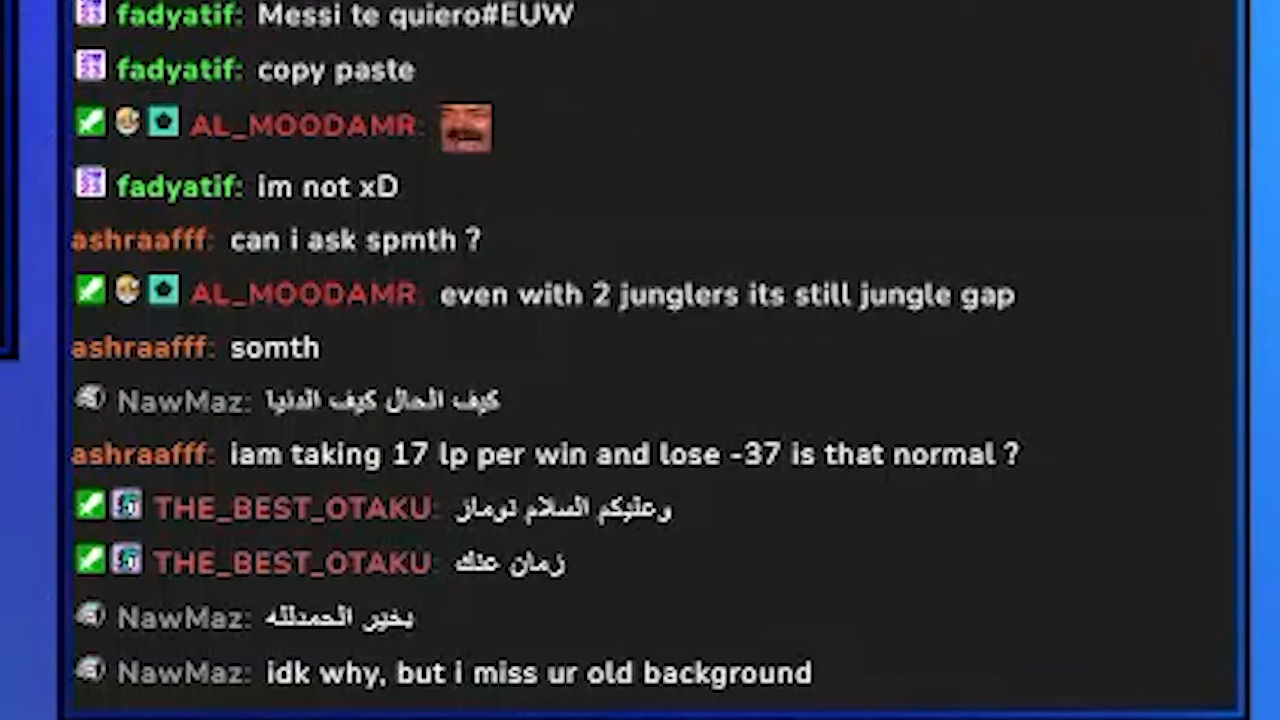 fadyatif: Messi te quiero#EUW
fadyatif: copy paste
AL_MOODAMR:
fadyatif: im not xD
ashraafff: can i ask spmth ?
AL_MOODAMR: even with 2 junglers its still jungle gap
ashraafff: somth
NawMaz: كيف الحال كيف الدنيا
ashraafff: iam taking 17 lp per win and lose -37 is that normal ?
THE_BEST_OTAKU: وعليكم السلام نوماز
THE_BEST_OTAKU: زمان عنك
NawMaz: بخير الحمدلله
NawMaz: idk why, but i miss ur old background